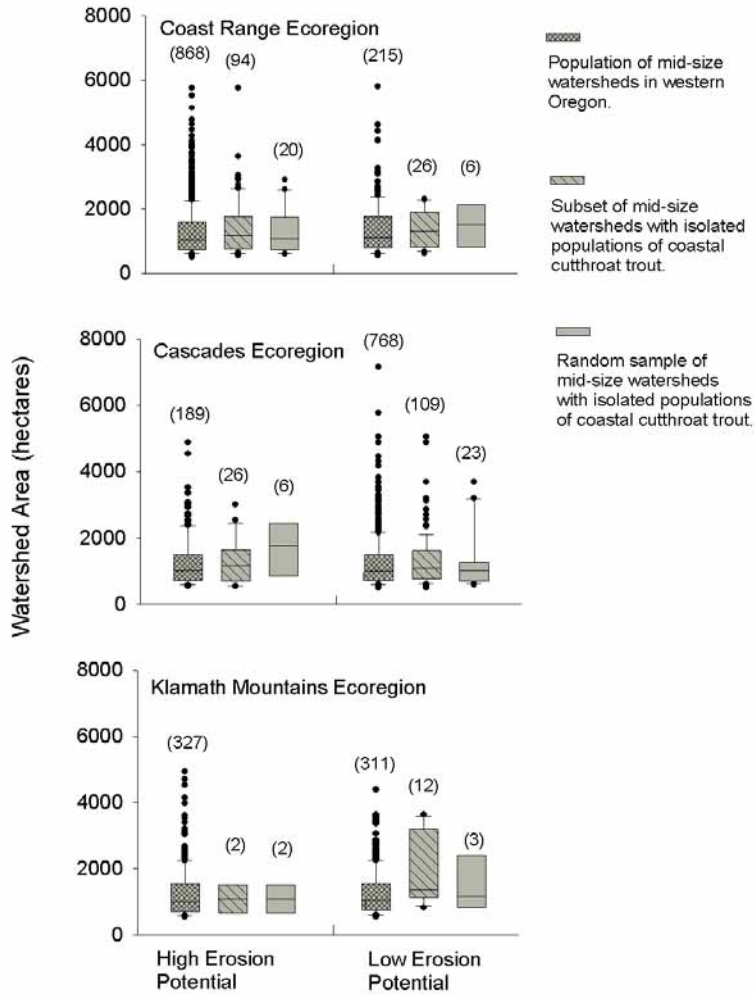 Coast Range Ecoregion
8000
6000
4000
2000
0
(868)
(94)
(20)
(215)
(26)
(6)
Population of mid-size
watersheds in western
Oregon.
Subset of mid-size
watersheds with isolated
populations of coastal
cutthroat trout.
Random sample of
mid-size watersheds
with isolated populations
of coastal cutthroat trout.
Watershed Area (hectares)
Cascades Ecoregion
8000
6000
4000
2000
0
(189)
(26)
(6)
(768)
(109)
(23)
Klamath Mountains Ecoregion
8000
6000
4000
2000
0
(327)
(2)
(2)
(311)
(12)
(3)
High Erosion
Potential
Low Erosion
Potential